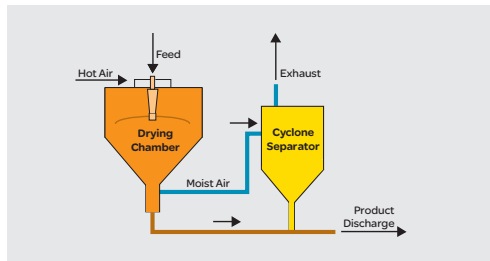 Feed
Hot Air
Exhaust
Drying
Chamber
Cyclone
Separator
Moist Air
Product
Discharge